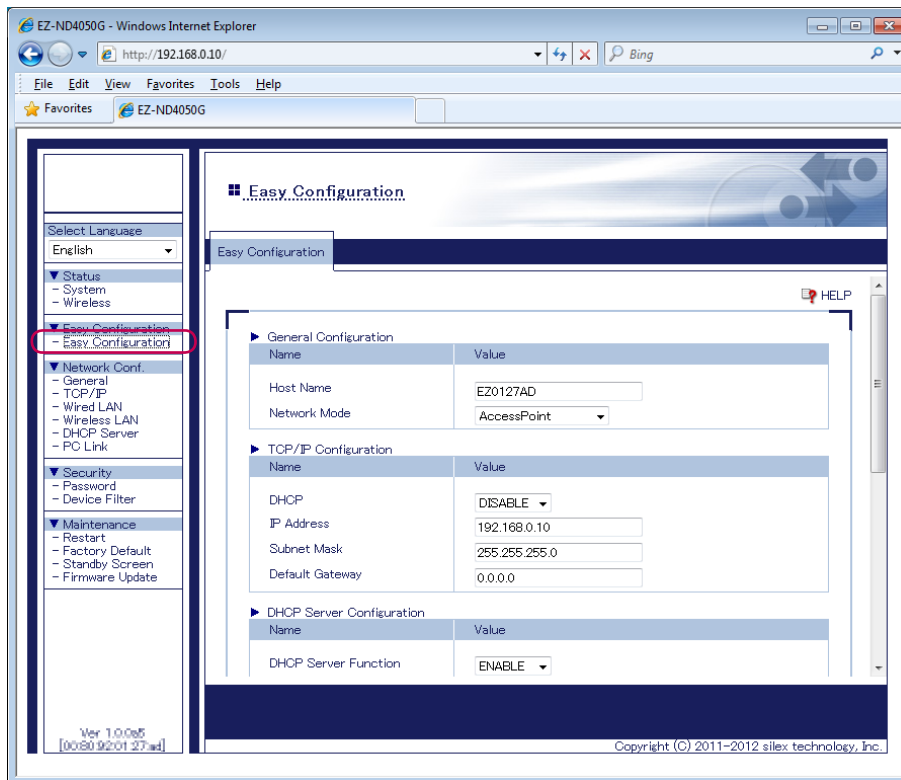 EZ-ND4050G - Windows Internet Explorer
http://192.168.0.10/
Bing
File Edit View Favorites Tools Help
Favorites
EZ-ND4050G
Easy Configuration
Select Language
English
Easy Configuration
▼ Status
- System
- Wireless
HELP
▼ Easy Configuration
- Easy Configuration
▼ Network Conf.
- General
- TCP/IP
- Wired LAN
- Wireless LAN
- DHCP Server
- PC Link
▼ Security
- Password
- Device Filter
▼ Maintenance
- Restart
- Factory Default
- Standby Screen
- Firmware Update
General Configuration
Name Value
Host Name EZ0127AD
Network Mode AccessPoint
TCP/IP Configuration
Name Value
DHCP DISABLE
IP Address 192.168.0.10
Subnet Mask 255.255.255.0
Default Gateway 0.0.0.0
DHCP Server Configuration
Name Value
DHCP Server Function ENABLE
Ver 1.0.0a5
[00:80:92:01:27:ad]
Copyright (C) 2011-2012 silex technology, Inc.